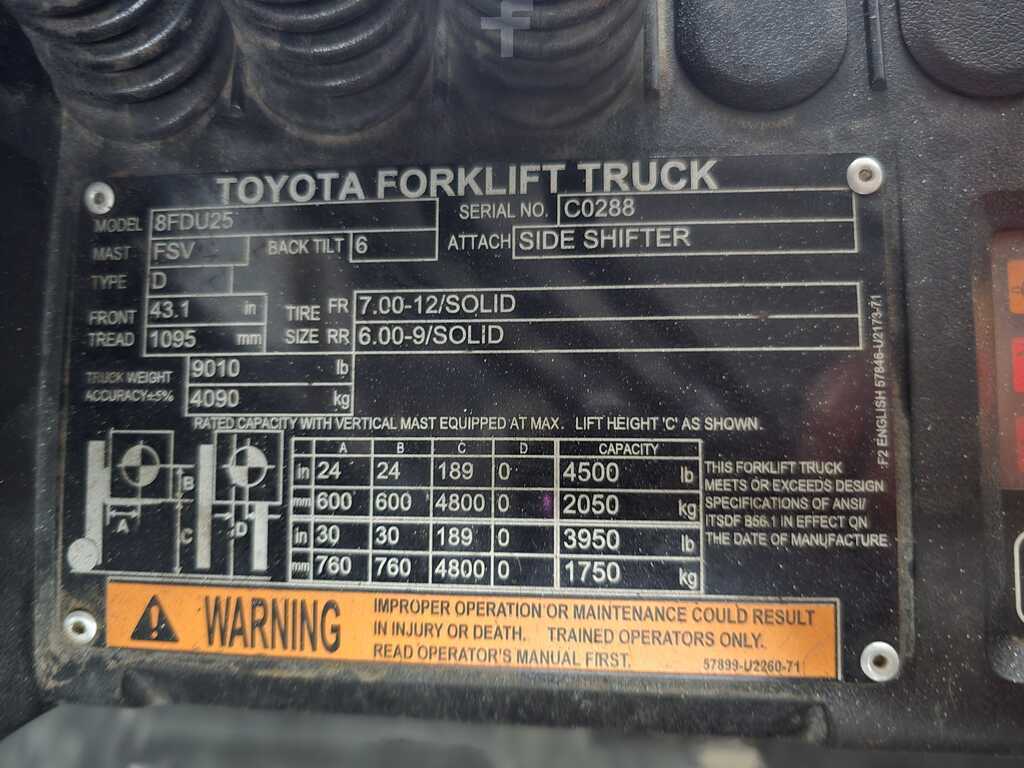 TOYOTA FORKLIFT TRUCK
MODEL 8FDU25 SERIAL NO. C0288
MAST FSV BACK TILT 6 ATTACH SIDE SHIFTER
TYPE D
FRONT TREAD 43.1 in TIRE SIZE FR 7.00-12/SOLID
1095 mm RR 6.00-9/SOLID
TRUCK WEIGHT 9010 lb
ACCURACY±5% 4090 kg
RATED CAPACITY WITH VERTICAL MAST EQUIPPED AT MAX. LIFT HEIGHT 'C' AS SHOWN.
A B C D CAPACITY
in 24 24 189 0 4500 lb
mm 600 600 4800 0 2050 kg
in 30 30 189 0 3950 lb
mm 760 760 4800 0 1750 kg
A B C D
THIS FORKLIFT TRUCK
MEETS OR EXCEEDS DESIGN
SPECIFICATIONS OF ANSI/
ITSDF B56.1 IN EFFECT ON
THE DATE OF MANUFACTURE.
F2 ENGLISH 57846-U2173-71
WARNING
IMPROPER OPERATION OR MAINTENANCE COULD RESULT
IN INJURY OR DEATH. TRAINED OPERATORS ONLY.
READ OPERATOR'S MANUAL FIRST. 57899-U2260-71